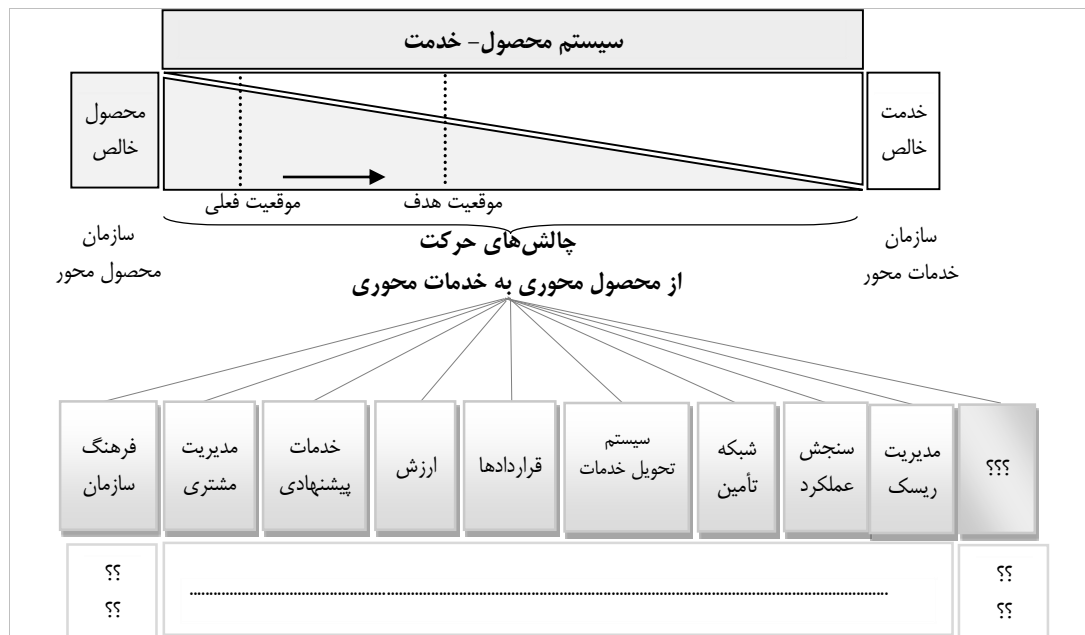 سیستم محصول- خدمت
خدمت
خالص
محصول
خالص
موقعیت هدف
موقعیت فعلی
سازمان
خدمات محور
سازمان
محصول محور
چالش‌های حرکت
از محصول محوری به خدمات محوری
؟؟؟
مدیریت
ریسک
سنجش
عملکرد
شبکه
تأمین
سیستم
تحویل خدمات
قراردادها
ارزش
خدمات
پیشنهادی
مدیریت
مشتری
فرهنگ
سازمان
؟؟
؟؟
................................................................................
؟؟
؟؟